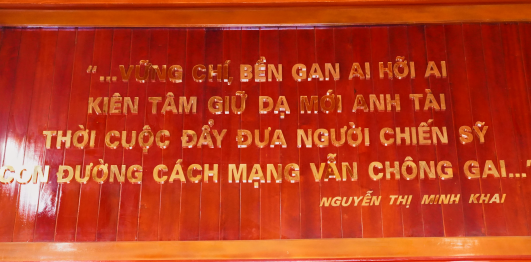 “...VỮNG CHÍ, BỀN GAN AI HỠI AI
KIÊN TÂM GIỮ DẠ MỚI ANH TÀI
THỜI CUỘC ĐẨY ĐƯA NGƯỜI CHIẾN SỸ
CON ĐƯỜNG CÁCH MẠNG VẪN CHÔNG GAI...”
NGUYỄN THỊ MINH KHAI